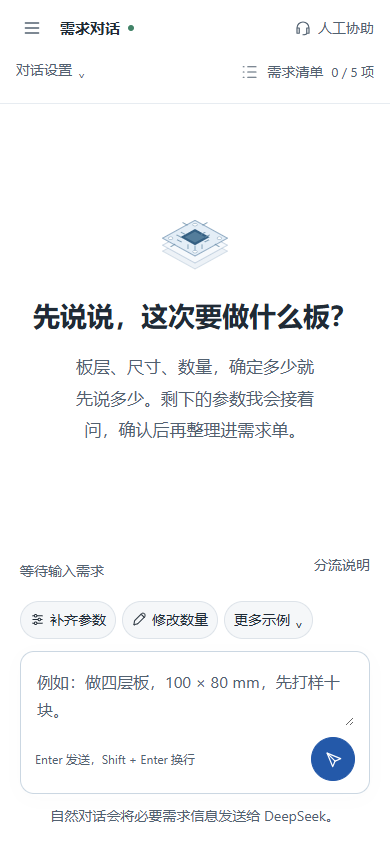 需求对话
人工协助
对话设置
需求清单 0 / 5 项
先说说，这次要做什么板？
板层、尺寸、数量，确定多少就
先说多少。剩下的参数我会接着
问，确认后再整理进需求单。
等待输入需求
分流说明
补齐参数
修改数量
更多示例
例如：做四层板，100 × 80 mm，先打样十
块。
Enter 发送，Shift + Enter 换行
自然对话会将必要需求信息发送给 DeepSeek。